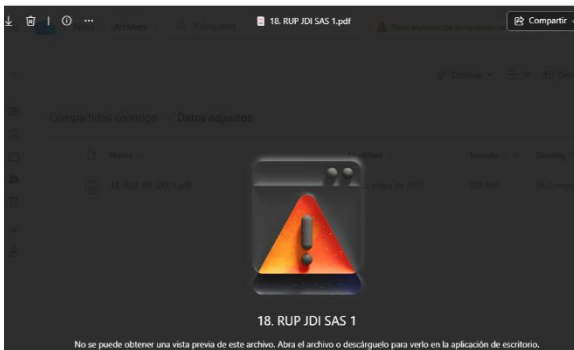 18. RUP JDI SAS 1.pdf
Compartir
Archivos
Compartidos conmigo
Datos adjuntos
Name
18. RUP JDI SAS 1.pdf
18. RUP JDI SAS 1
No se puede obtener una vista previa de este archivo. Abra el archivo o descárguelo para verlo en la aplicación de escritorio.